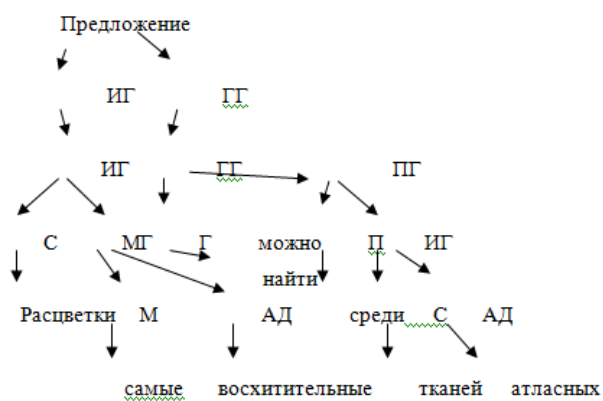 Предложение
ИГ ГГ
ИГ ГГ ПГ
С МГ Г можно П ИГ
найти
Расцветки М АД среди С АД
самые восхитительные тканей атласных